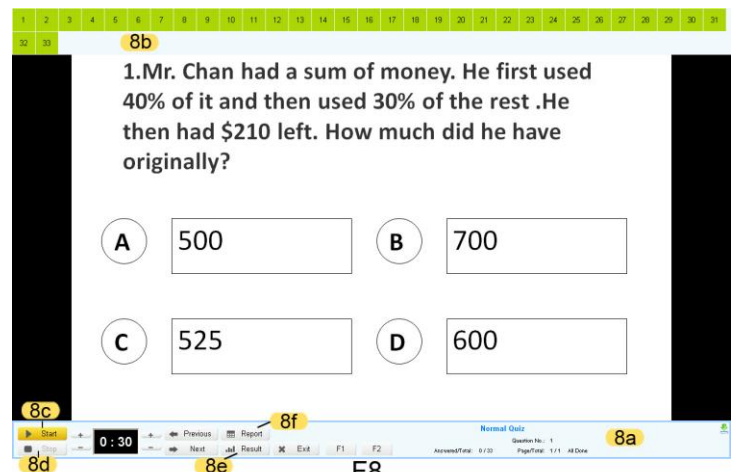 1 2 3 4 5 6 7 8 9 10 11 12 13 14 15 16 17 18 19 20 21 22 23 24 25 26 27 28 29 30 31
32 33 8b
1.Mr. Chan had a sum of money. He first used
40% of it and then used 30% of the rest .He
then had $210 left. How much did he have
originally?
A 500 B 700
C 525 D 600
8c 8f
Start + 0:30 + Previous Report Normal Quiz
Question No.: 1 8a
Stop - - Next Result Exit F1 F2 Answered/Total: 0/33 Page/Total: 1/1 All Done
8d 8e F8